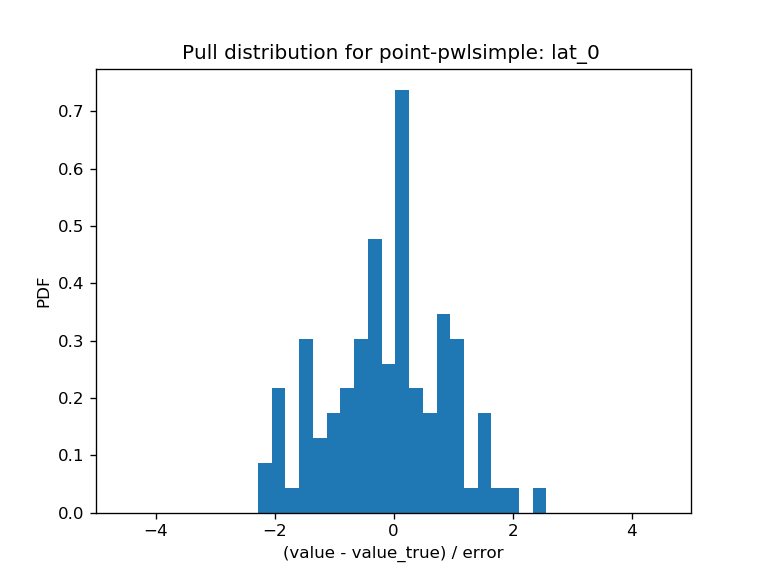 Pull distribution for point-pwlsimple: lat_0
PDF
0.7
0.6
0.5
0.4
0.3
0.2
0.1
0.0
−4 −2 0 2 4
(value - value_true) / error